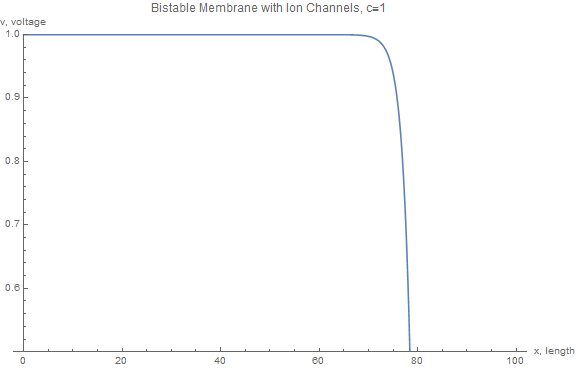 Bistable Membrane with Ion Channels, c=1
v, voltage
1.0
0.9
0.8
0.7
0.6
0 20 40 60 80 100
x, length